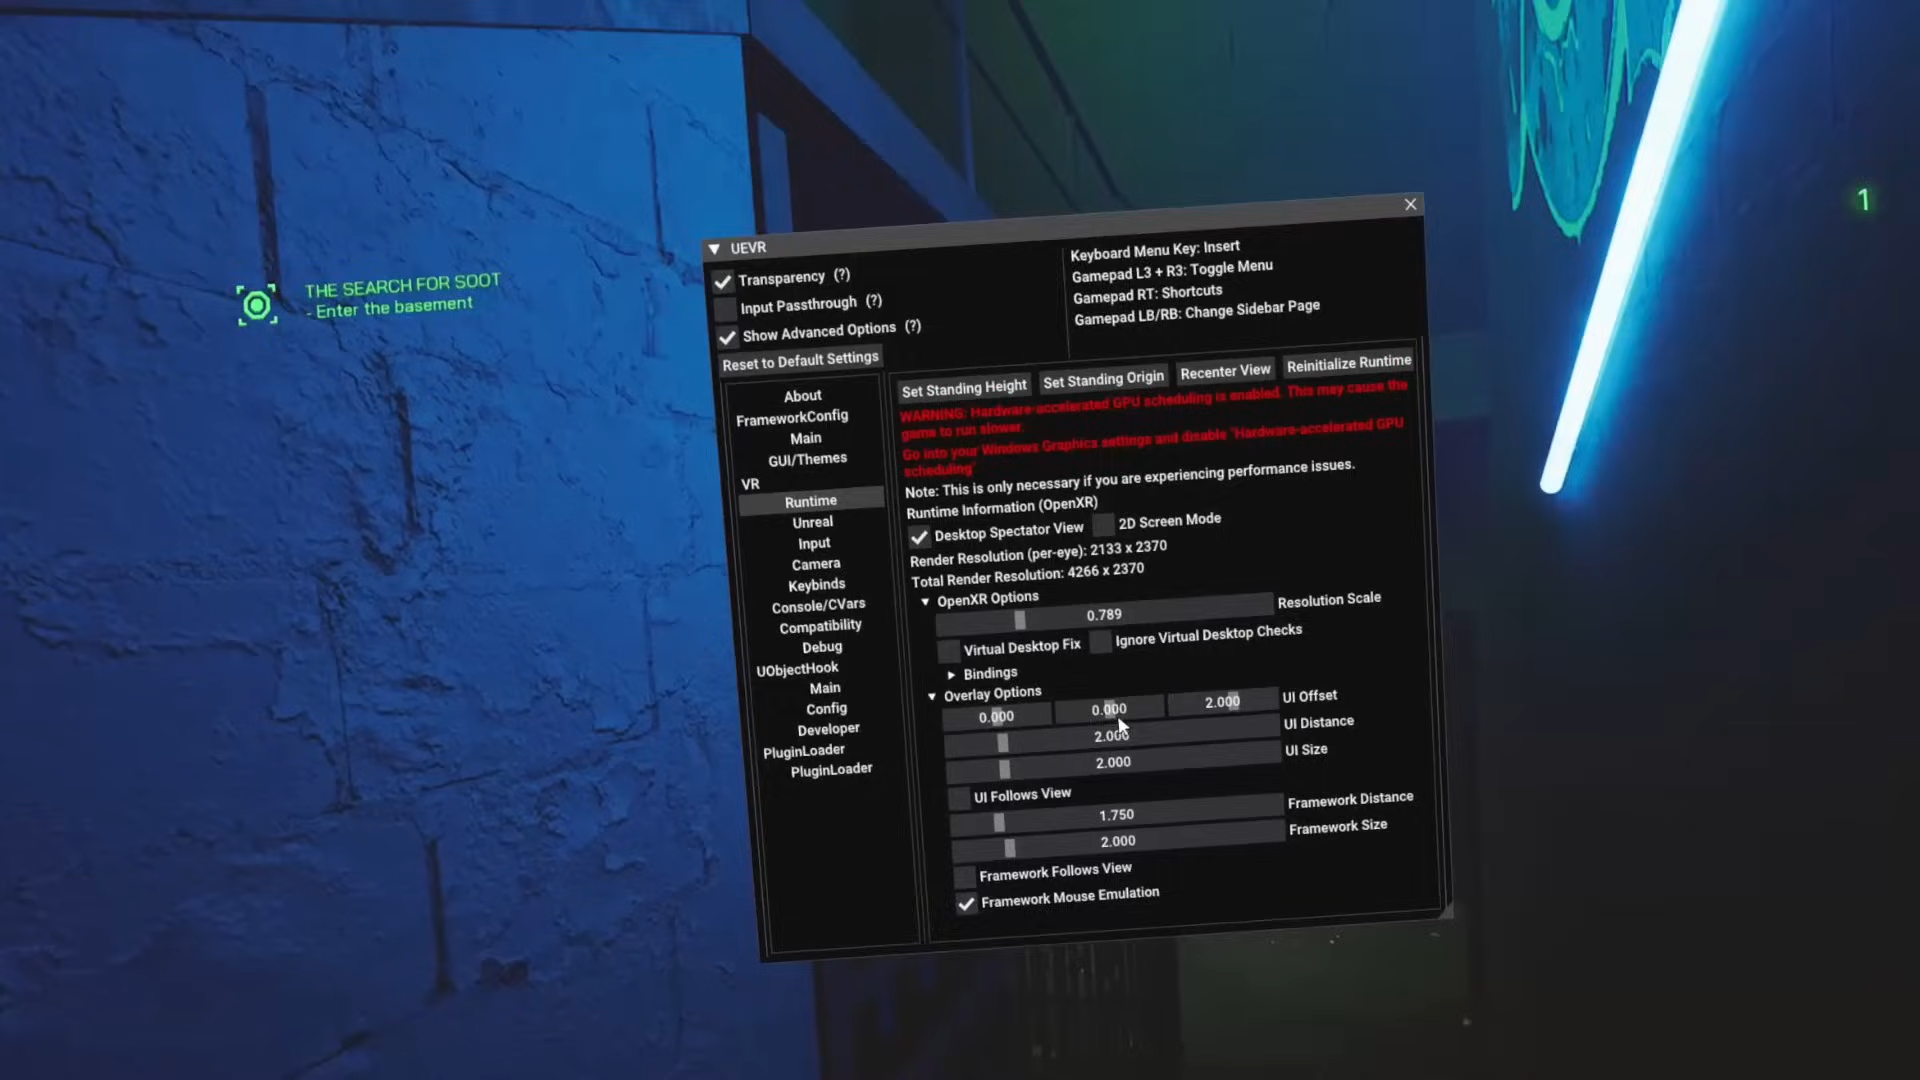 THE SEARCH FOR SOOT
- Enter the basement
1
UEVR
Transparency (?)
Input Passthrough (?)
Show Advanced Options (?)
Reset to Default Settings
Keyboard Menu Key: Insert
Gamepad L3 + R3: Toggle Menu
Gamepad RT: Shortcuts
Gamepad LB/RB: Change Sidebar Page
About
FrameworkConfig
Main
GUI/Themes
VR
Runtime
Unreal
Input
Camera
Keybinds
Console/CVars
Compatibility
Debug
UObjectHook
Main
Config
Developer
PluginLoader
PluginLoader
Set Standing Height Set Standing Origin Recenter View Reinitialize Runtime
WARNING: Hardware-accelerated GPU scheduling is enabled. This may cause the
game to run slower.
Go into your Windows Graphics settings and disable "Hardware-accelerated GPU
scheduling"
Note: This is only necessary if you are experiencing performance issues.
Runtime Information (OpenXR)
Desktop Spectator View 2D Screen Mode
Render Resolution (per-eye): 2133 x 2370
Total Render Resolution: 4266 x 2370
OpenXR Options
0.789 Resolution Scale
Virtual Desktop Fix Ignore Virtual Desktop Checks
Bindings
Overlay Options
0.000 0.000 2.000 UI Offset
2.000 UI Distance
2.000 UI Size
UI Follows View
1.750 Framework Distance
2.000 Framework Size
Framework Follows View
Framework Mouse Emulation